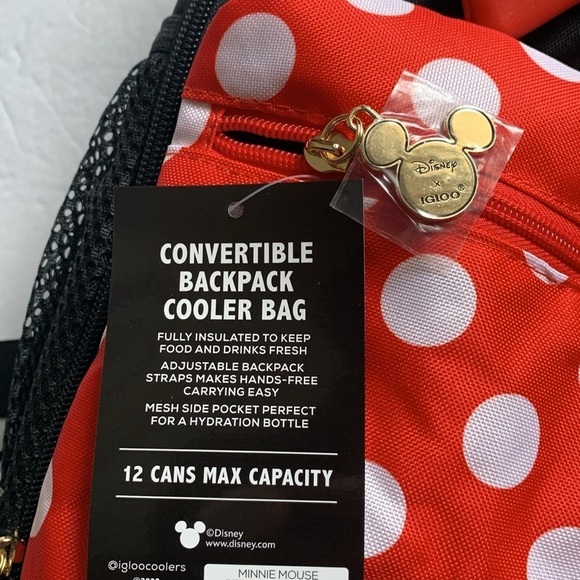 Disney
x
IGLOO®
CONVERTIBLE
BACKPACK
COOLER BAG
FULLY INSULATED TO KEEP
FOOD AND DRINKS FRESH
ADJUSTABLE BACKPACK
STRAPS MAKES HANDS-FREE
CARRYING EASY
MESH SIDE POCKET PERFECT
FOR A HYDRATION BOTTLE
12 CANS MAX CAPACITY
©Disney
www.disney.com
@igloocoolers
MINNIE MOUSE